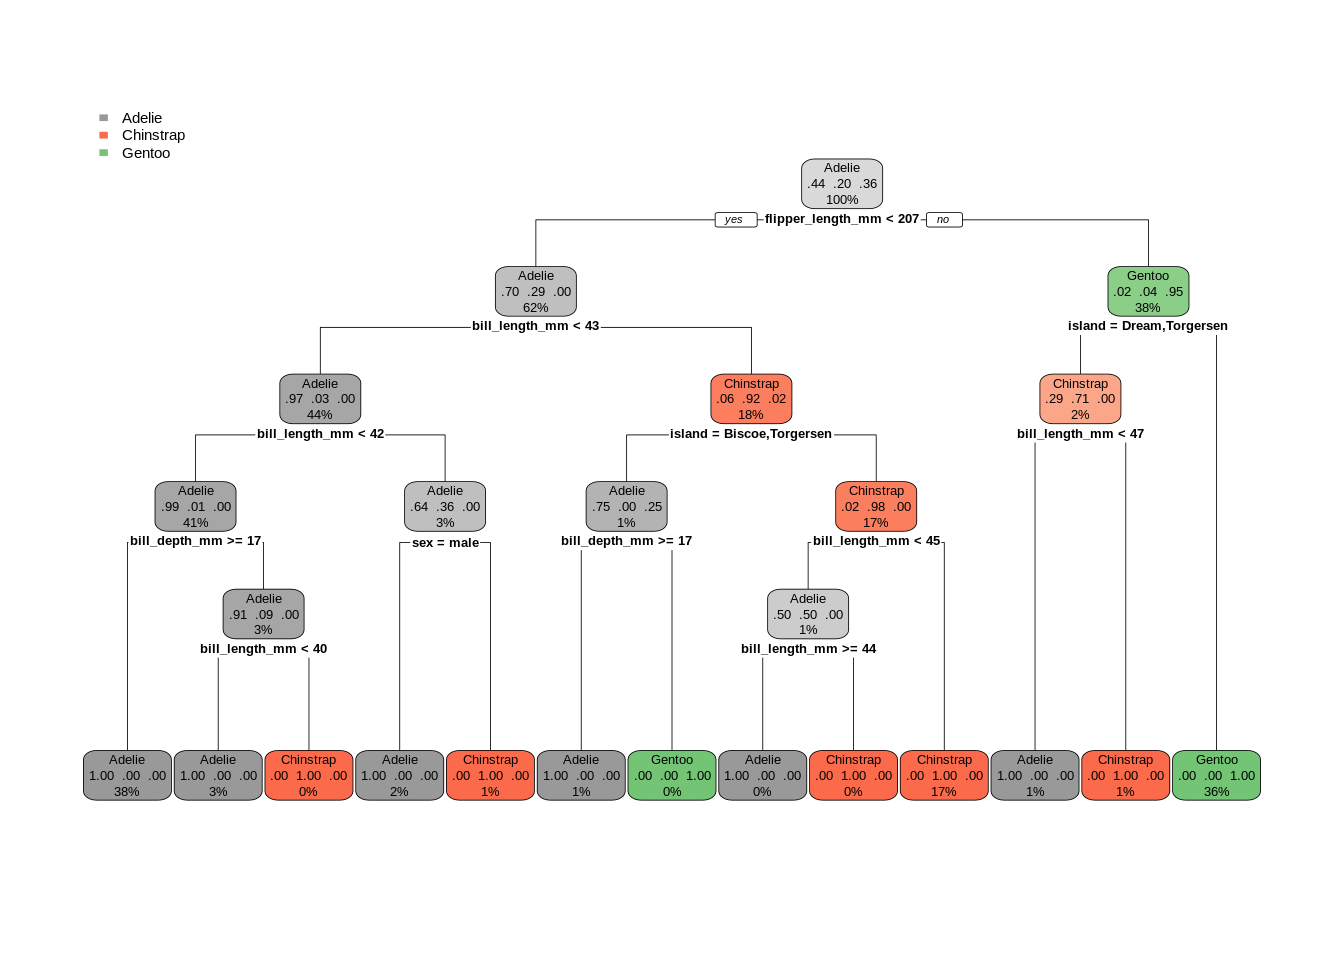 Adelie
Chinstrap
Gentoo
Adelie
.44 .20 .36
100%
yes flipper_length_mm < 207 no
Adelie
.70 .29 .00
62%
bill_length_mm < 43
Gentoo
.02 .04 .95
38%
island = Dream,Torgersen
Adelie
.97 .03 .00
44%
bill_length_mm < 42
Chinstrap
.06 .92 .02
18%
island = Biscoe,Torgersen
Chinstrap
.29 .71 .00
2%
bill_length_mm < 47
Adelie
.99 .01 .00
41%
bill_depth_mm >= 17
Adelie
.64 .36 .00
3%
sex = male
Adelie
.75 .00 .25
1%
bill_depth_mm >= 17
Chinstrap
.02 .98 .00
17%
bill_length_mm < 45
Adelie
.91 .09 .00
3%
bill_length_mm < 40
Adelie
.50 .50 .00
1%
bill_length_mm >= 44
Adelie
1.00 .00 .00
38%
Adelie
1.00 .00 .00
3%
Chinstrap
.00 1.00 .00
0%
Adelie
1.00 .00 .00
2%
Chinstrap
.00 1.00 .00
1%
Adelie
1.00 .00 .00
1%
Gentoo
.00 .00 1.00
0%
Adelie
1.00 .00 .00
0%
Chinstrap
.00 1.00 .00
0%
Chinstrap
.00 1.00 .00
17%
Adelie
1.00 .00 .00
1%
Chinstrap
.00 1.00 .00
1%
Gentoo
.00 .00 1.00
36%